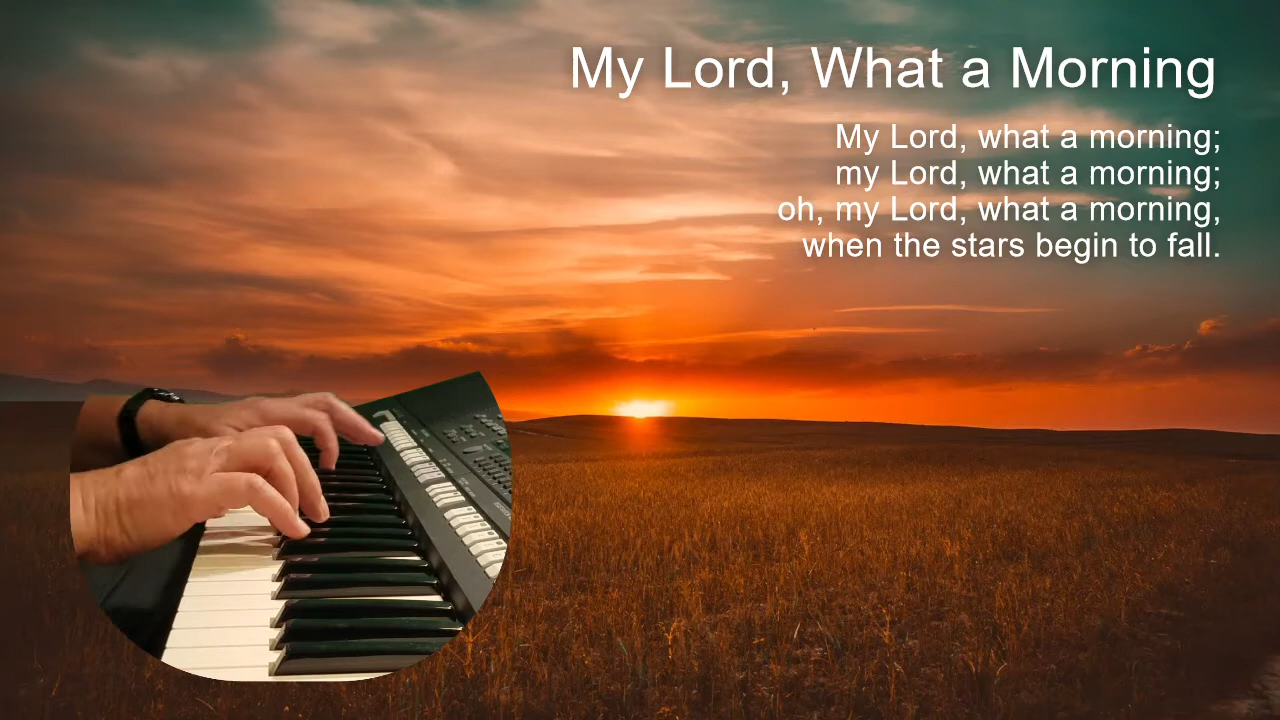 My Lord, What a Morning
My Lord, what a morning;
my Lord, what a morning;
oh, my Lord, what a morning,
when the stars begin to fall.